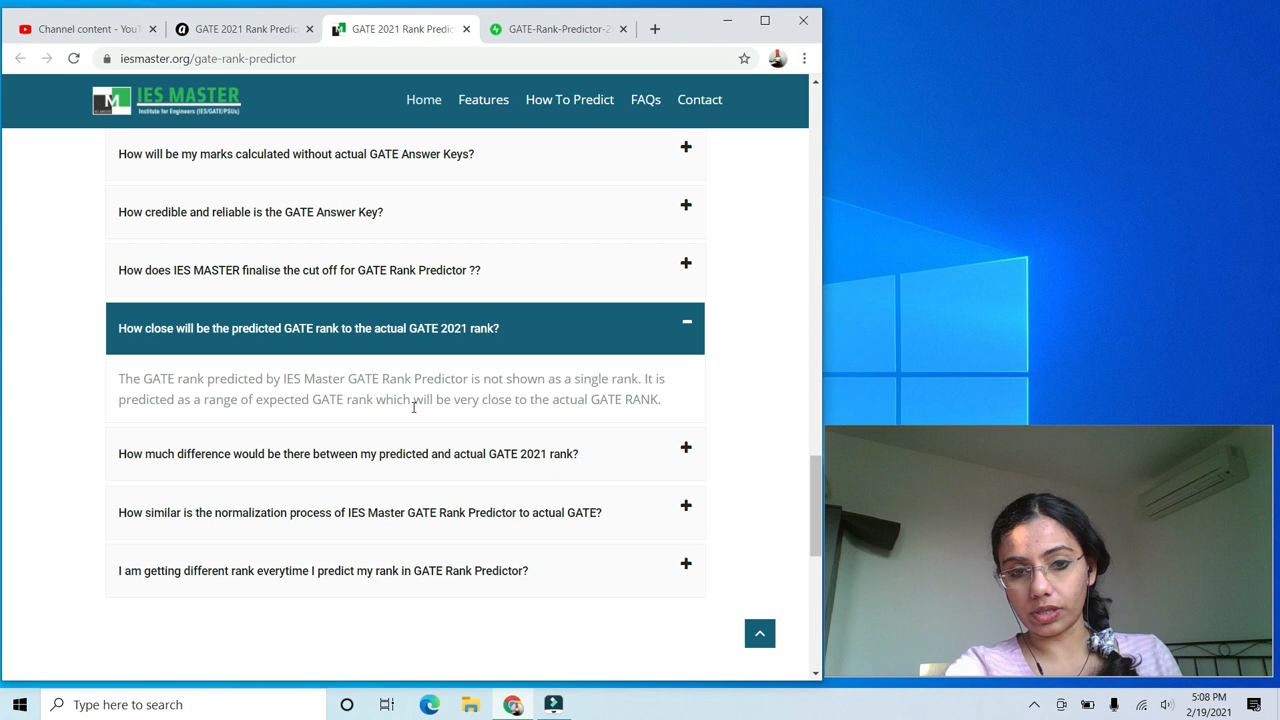 Channel content - YouT
GATE 2021 Rank Predic
GATE 2021 Rank Predic
GATE-Rank-Predictor-2
iesmaster.org/gate-rank-predictor
IES MASTER
Institute for Engineers (IES/GATE/PSUs)
Home
Features
How To Predict
FAQs
Contact
How will be my marks calculated without actual GATE Answer Keys?
How credible and reliable is the GATE Answer Key?
How does IES MASTER finalise the cut off for GATE Rank Predictor ??
How close will be the predicted GATE rank to the actual GATE 2021 rank?
The GATE rank predicted by IES Master GATE Rank Predictor is not shown as a single rank. It is
predicted as a range of expected GATE rank which will be very close to the actual GATE RANK.
How much difference would be there between my predicted and actual GATE 2021 rank?
How similar is the normalization process of IES Master GATE Rank Predictor to actual GATE?
I am getting different rank everytime I predict my rank in GATE Rank Predictor?
Type here to search
5:08 PM
2/19/2021